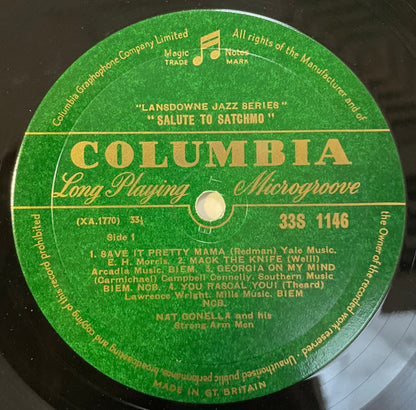 Columbia Graphophone Company Limited
Magic Notes
TRADE MARK
All rights of the Manufacturer and of
"LANSDOWNE JAZZ SERIES"
"SALUTE TO SATCHMO"
COLUMBIA
Long Playing Microgroove
(XA.1770) 33⅓
33S 1146
Side 1
1. SAVE IT PRETTY MAMA (Redman) Yale Music.
E. H. Morris. 2. MACK THE KNIFE (Weill)
Arcadia Music. BIEM. 3. GEORGIA ON MY MIND
(Carmichael) Campbell Connelly. Southern Music
BIEM. NCB. 4. YOU RASCAL YOU! (Theard)
Lawrence Wright. Mills Music. BIEM
NCB.
NAT GONELLA and his
Strong Arm Men
the Owner of the recorded work reserved · Unauthorised public performance, broadcasting and copying of this record prohibited
MADE IN GT. BRITAIN